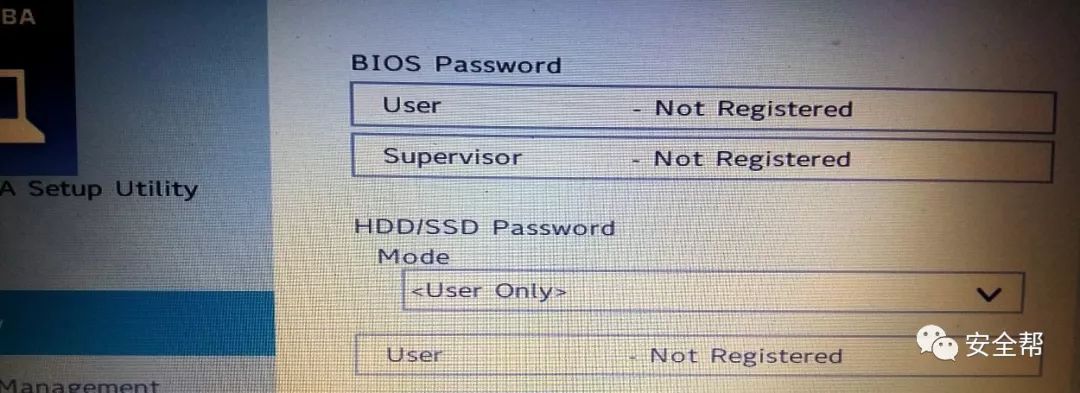 BA
A Setup Utility
Management
BIOS Password
User - Not Registered
Supervisor - Not Registered
HDD/SSD Password
Mode
<User Only>
User - Not Registered
安全帮